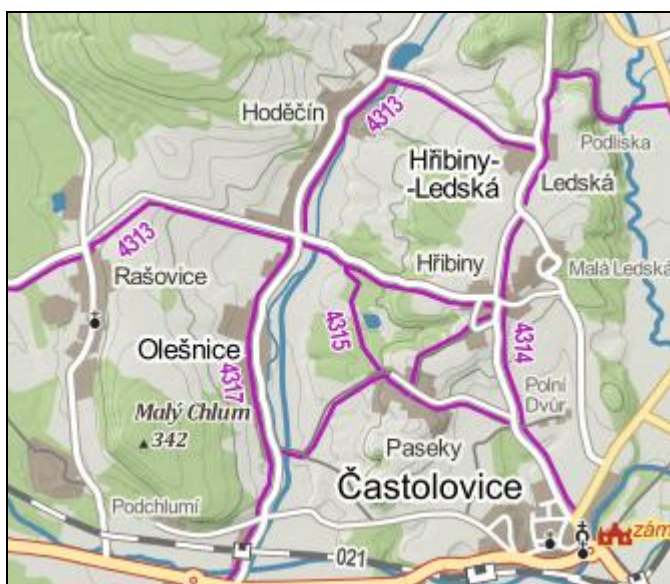 Hoděčín
4313
Hřibiny-
-Ledská
Podliska
Ledská
4313
Rašovice
Hřibiny
Malá Ledská
4315
4314
Olešnice
4317
Malý Chlum
342
Polní
Dvůr
Paseky
Častolovice
Podchlumí
021
zám